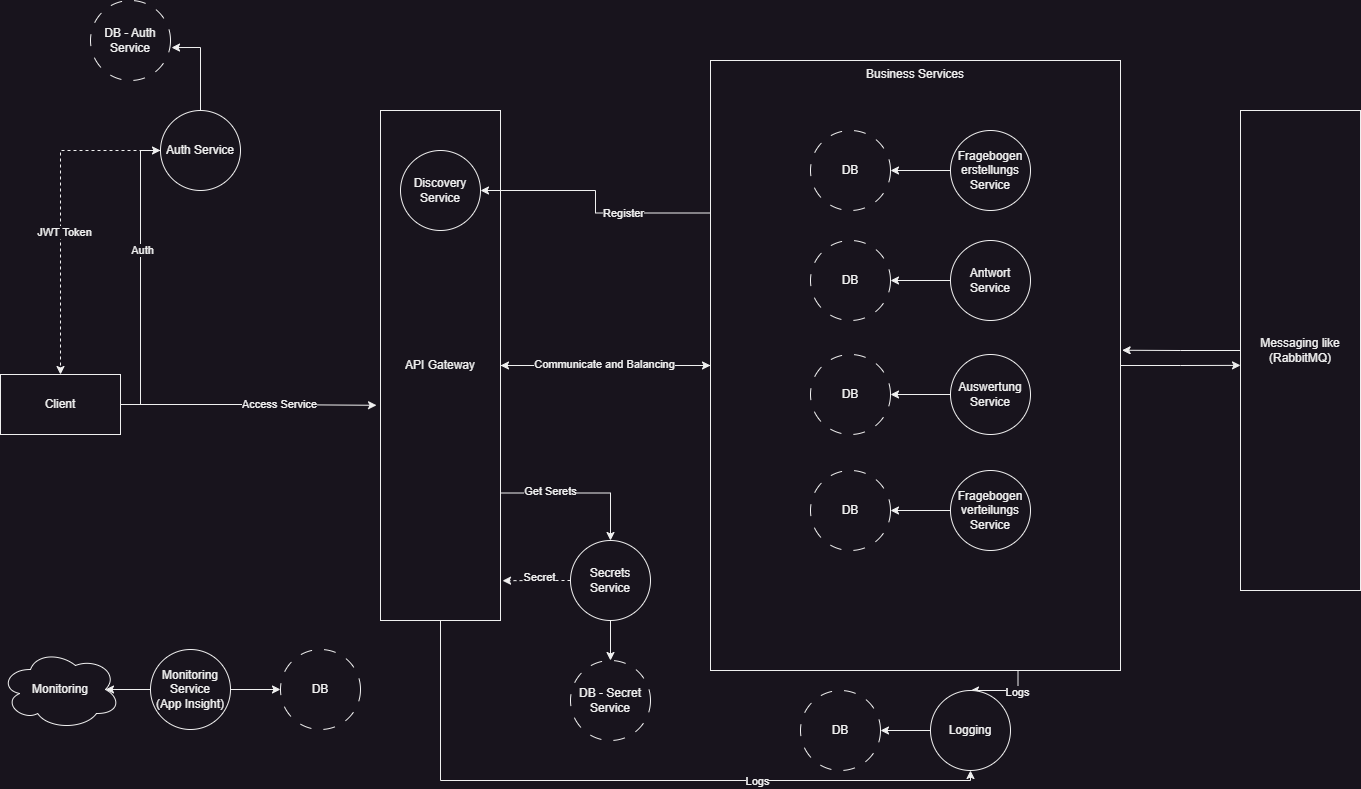 DB - Auth
Service
Auth Service
JWT Token
Auth
Client
Access Service
Discovery
Service
API Gateway
Register
Communicate and Balancing
Get Serets
Secret
Secrets
Service
DB - Secret
Service
Business Services
DB
Fragebogen
erstellungs
Service
DB
Antwort
Service
DB
Auswertung
Service
DB
Fragebogen
verteilungs
Service
Messaging like
(RabbitMQ)
Monitoring
Monitoring
Service
(App Insight)
DB
Logs
DB
Logging
Logs